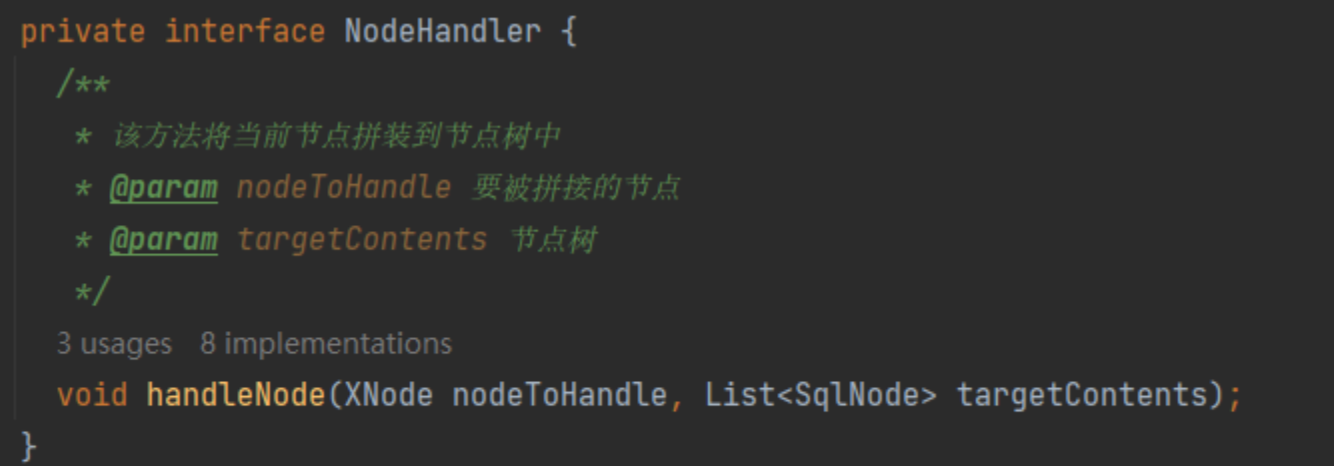 private interface NodeHandler {
/**
* 该方法将当前节点拼装到节点树中
* @param nodeToHandle 要被拼接的节点
* @param targetContents 节点树
*/
3 usages 8 implementations
void handleNode(XNode nodeToHandle, List<SqlNode> targetContents);
}